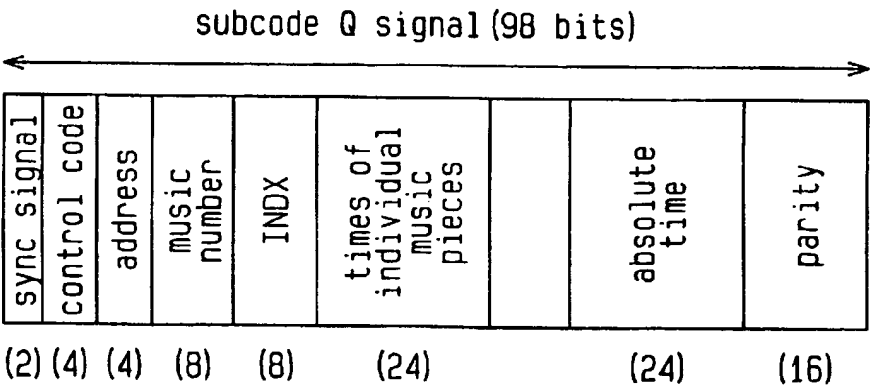 subcode Q signal (98 bits)
sync signal
control code
address
music
number
INDX
times of
individual
music
pieces
absolute
time
parity
(2) (4) (4) (8) (8) (24) (24) (16)